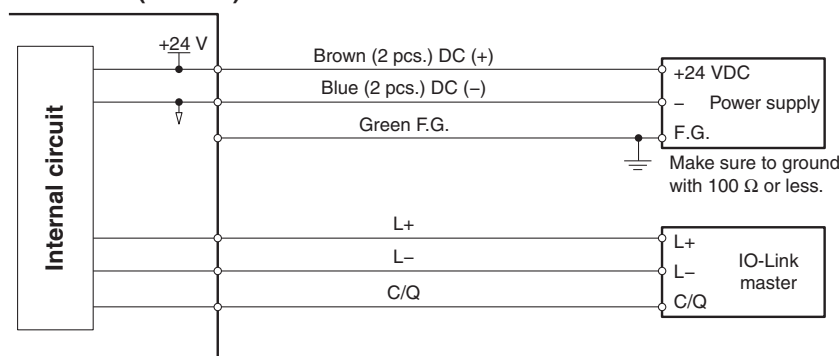 +24 V
Brown (2 pcs.) DC (+)
Blue (2 pcs.) DC (−)
Green F.G.
+24 VDC
− Power supply
F.G.
Make sure to ground
with 100 Ω or less.
Internal circuit
L+
L−
C/Q
L+
L−
C/Q
IO-Link
master